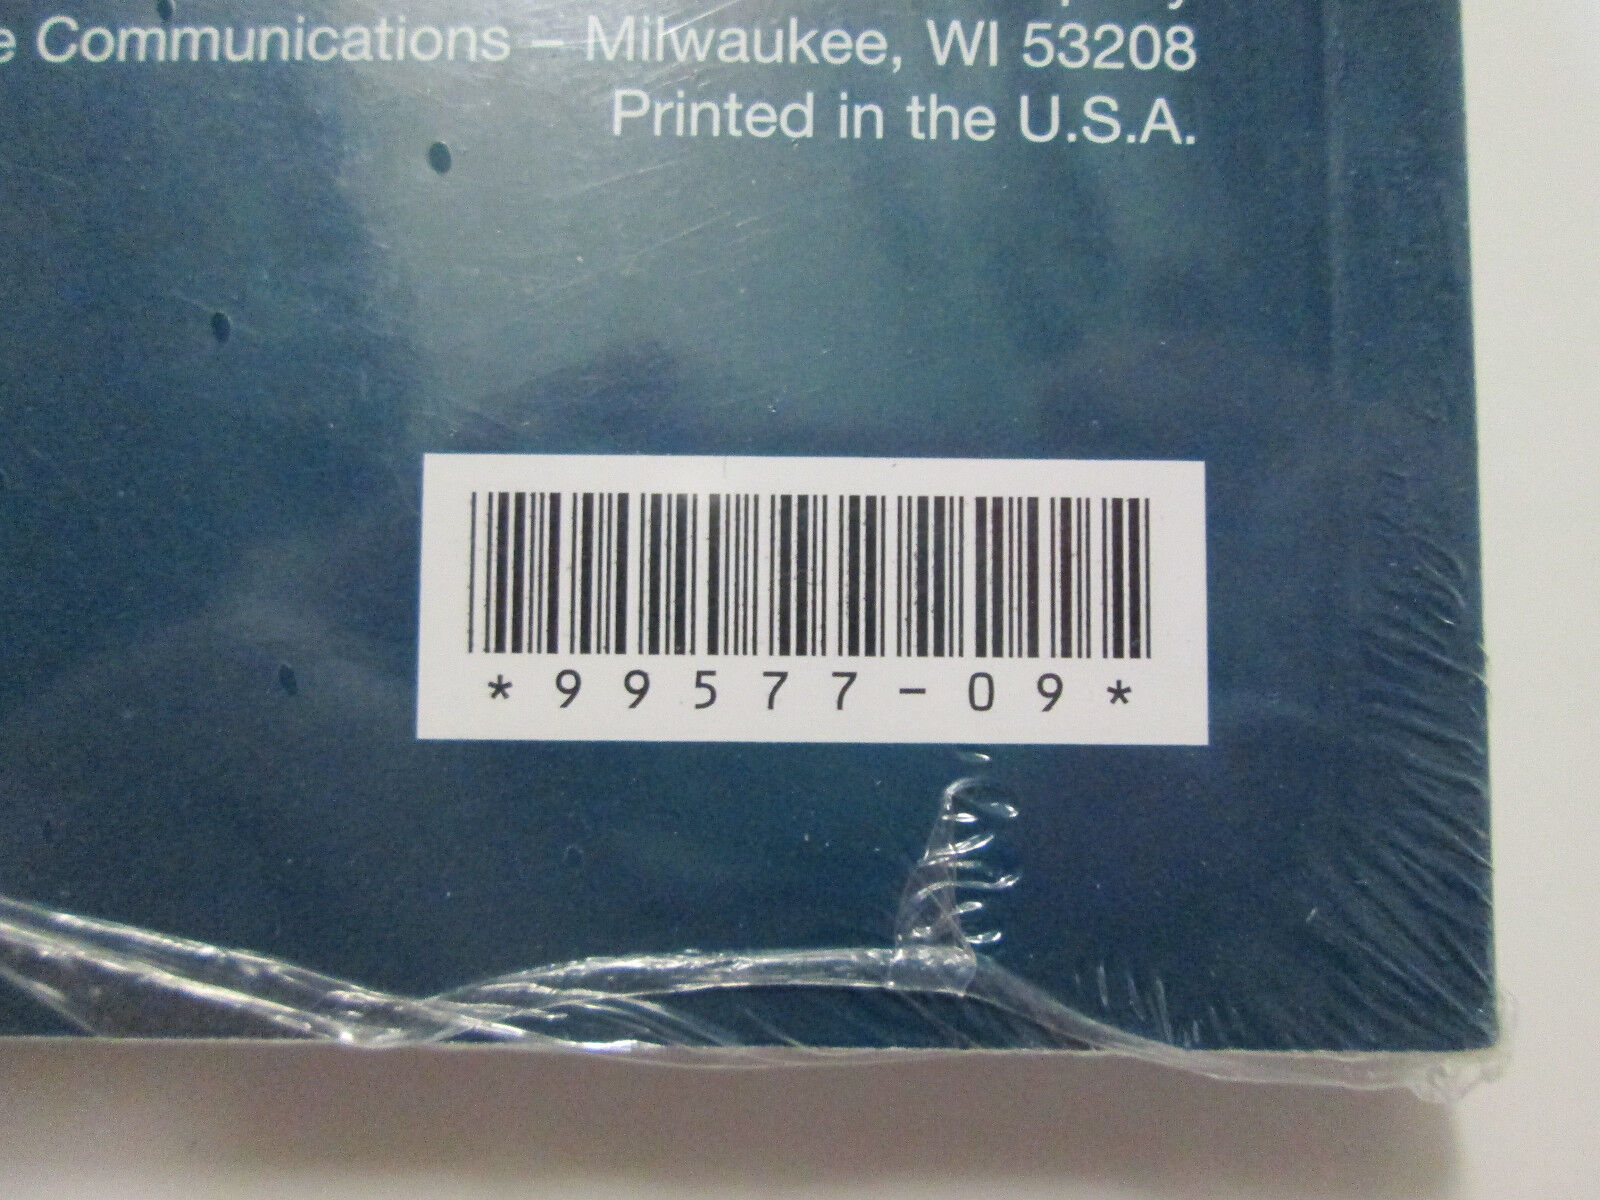 e Communications – Milwaukee, WI 53208
Printed in the U.S.A.
*99577-09*